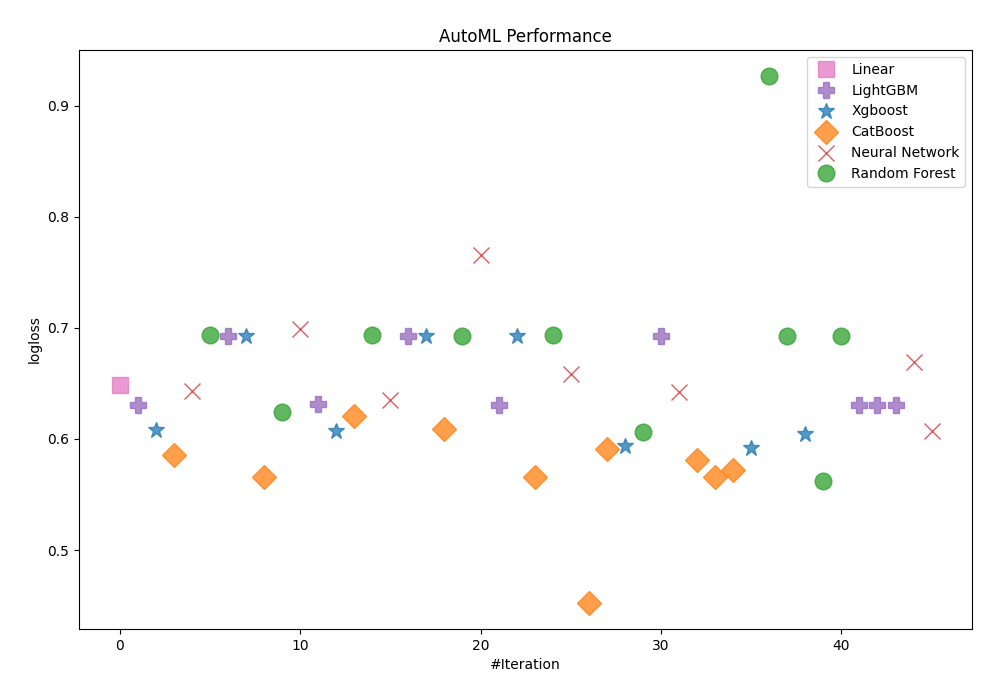 AutoML Performance
Linear
LightGBM
Xgboost
CatBoost
Neural Network
Random Forest
logloss
0.9
0.8
0.7
0.6
0.5
0
10
20
30
40
#Iteration